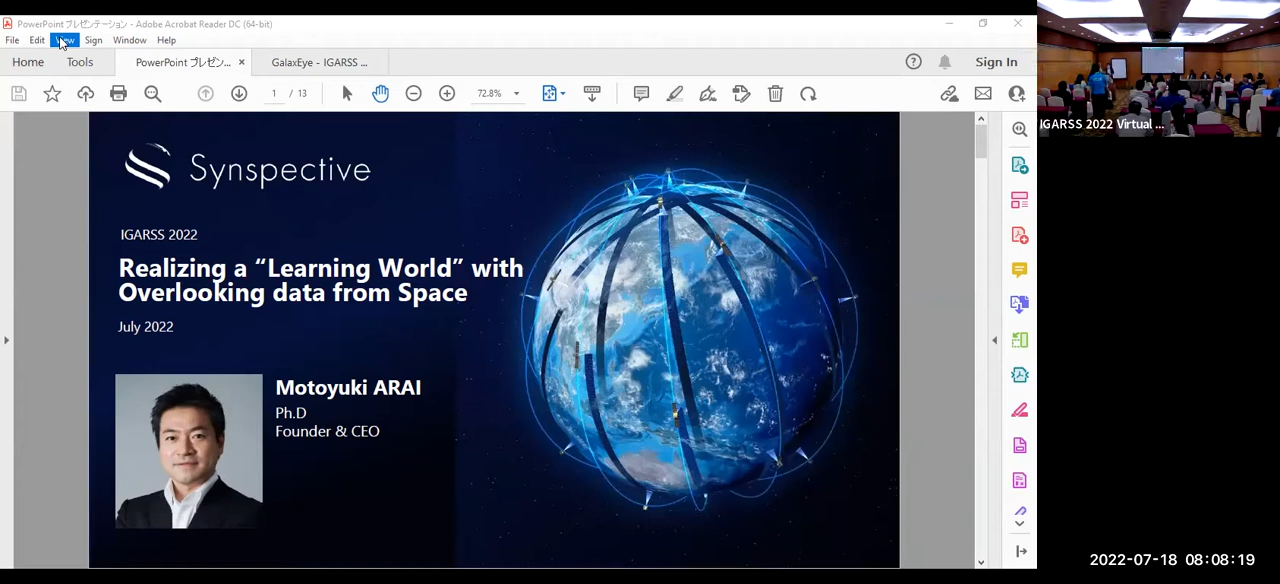 PowerPoint プレゼンテーション - Adobe Acrobat Reader DC (64-bit)
File Edit View Sign Window Help
Home Tools PowerPoint プレゼン... × GalaxEye - IGARSS ... Sign In
1 / 13 72.8%
Synspective
IGARSS 2022
Realizing a “Learning World” with
Overlooking data from Space
July 2022
Motoyuki ARAI
Ph.D
Founder & CEO
IGARSS 2022 Virtual ...
2022-07-18 08:08:19